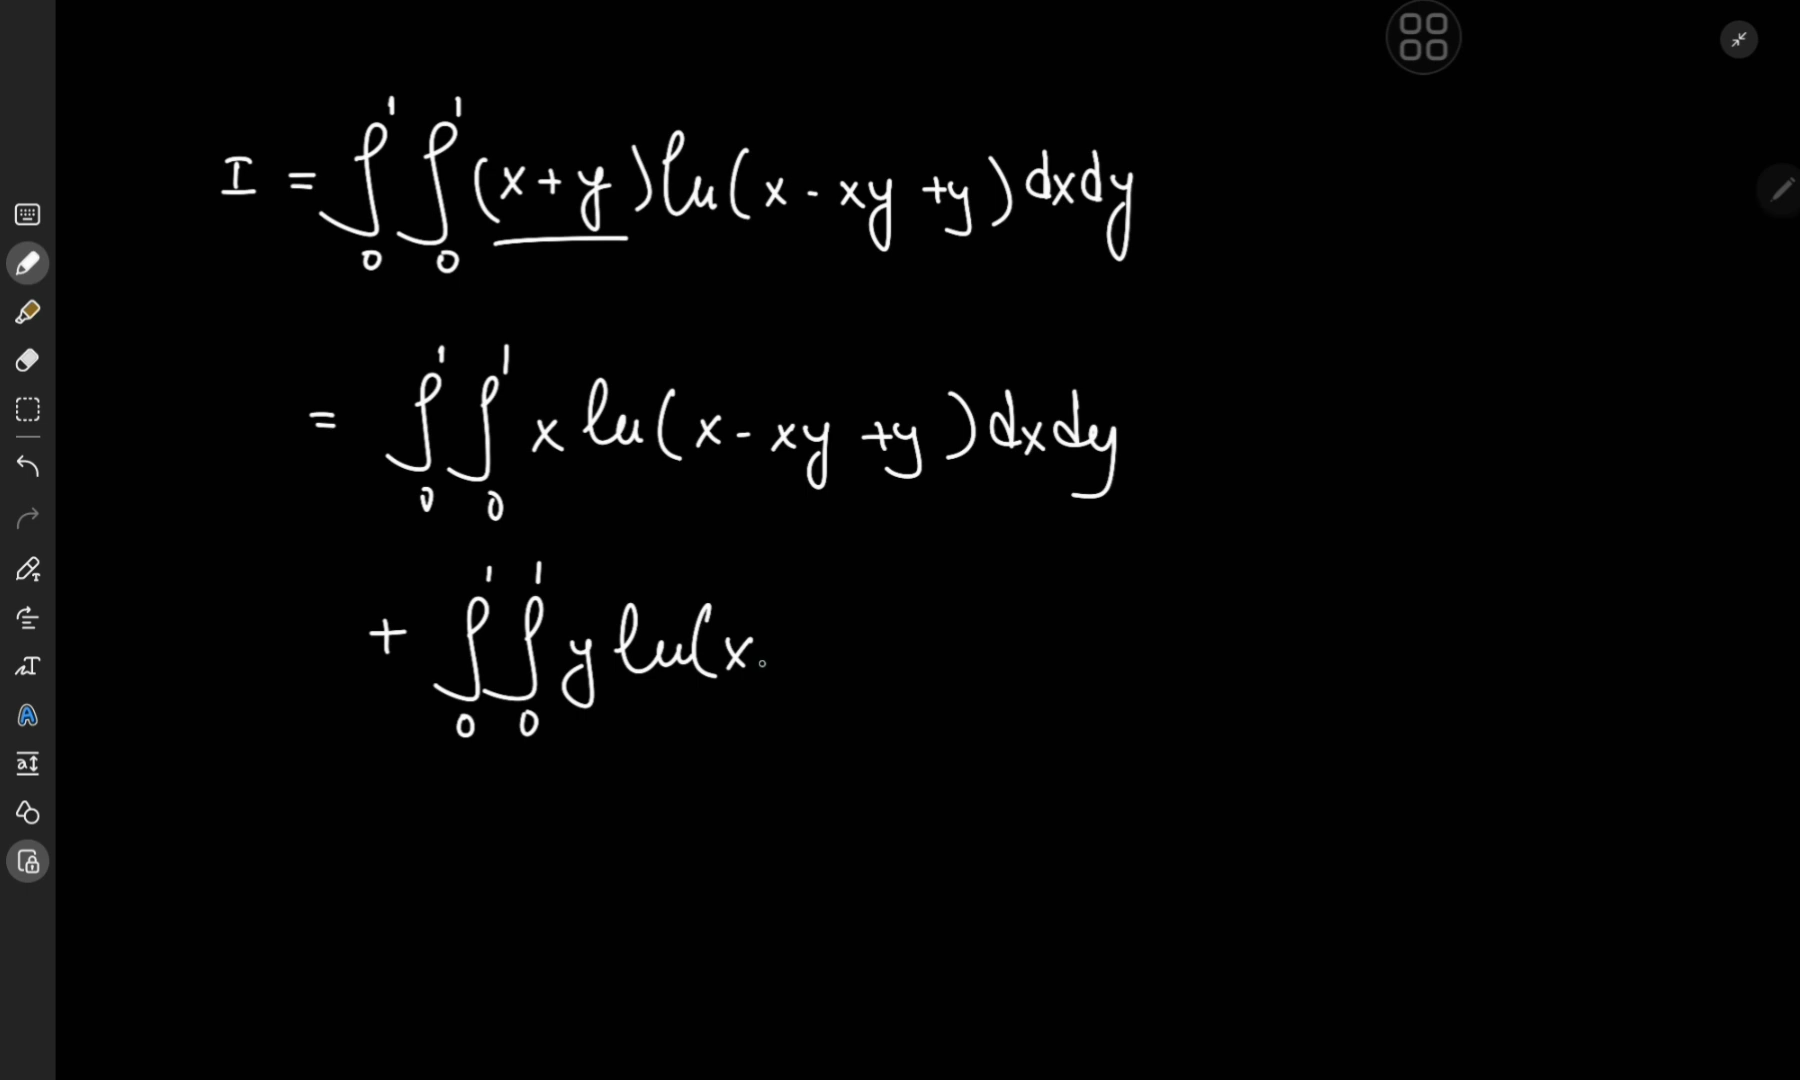 I = ∫₀¹ ∫₀¹ (x + y) ln(x - xy + y) dxdy
= ∫₀¹ ∫₀¹ x ln(x - xy + y) dxdy
+ ∫₀¹ ∫₀¹ y ln(x